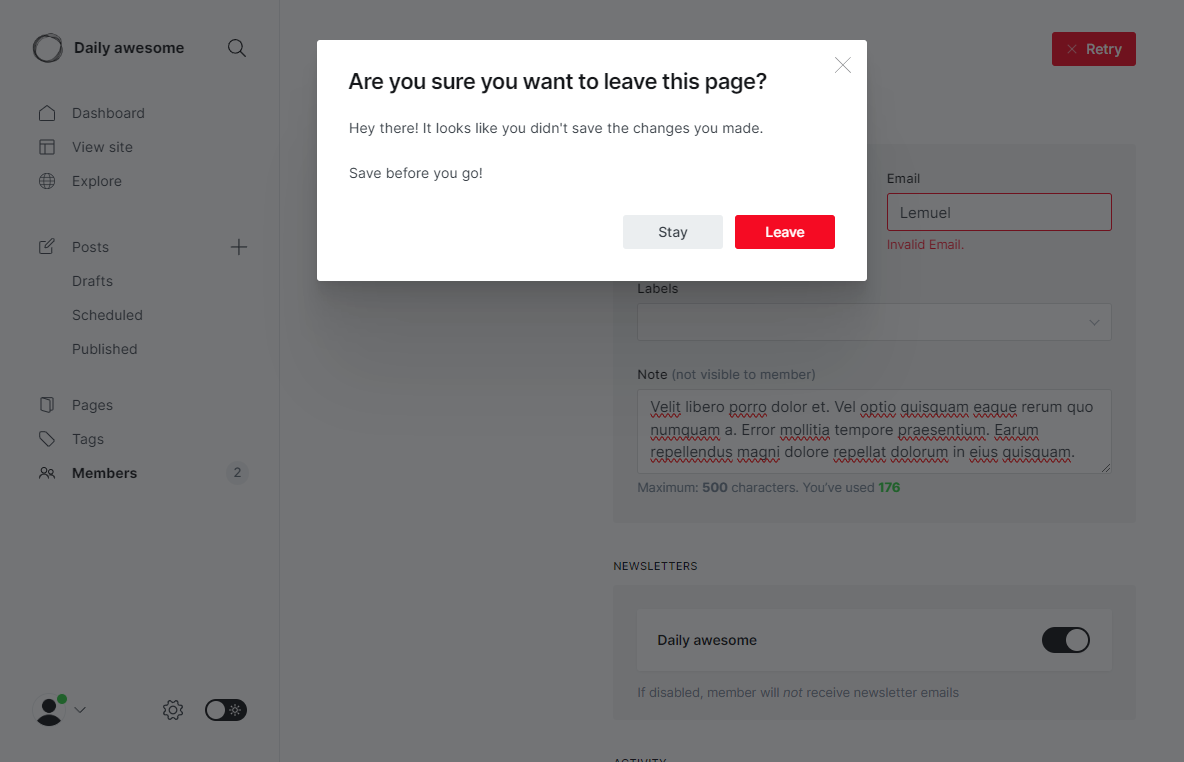 Daily awesome
Dashboard
View site
Explore
Posts
Drafts
Scheduled
Published
Pages
Tags
Members 2
Are you sure you want to leave this page?
Hey there! It looks like you didn't save the changes you made.
Save before you go!
Stay
Leave
Retry
Email
Lemuel
Invalid Email.
Labels
Note (not visible to member)
Velit libero porro dolor et. Vel optio quisquam eaque rerum quo
numquam a. Error mollitia tempore praesentium. Earum
repellendus magni dolore repellat dolorum in eius quisquam.
Maximum: 500 characters. You've used 176
NEWSLETTERS
Daily awesome
If disabled, member will not receive newsletter emails
ACTIVITY